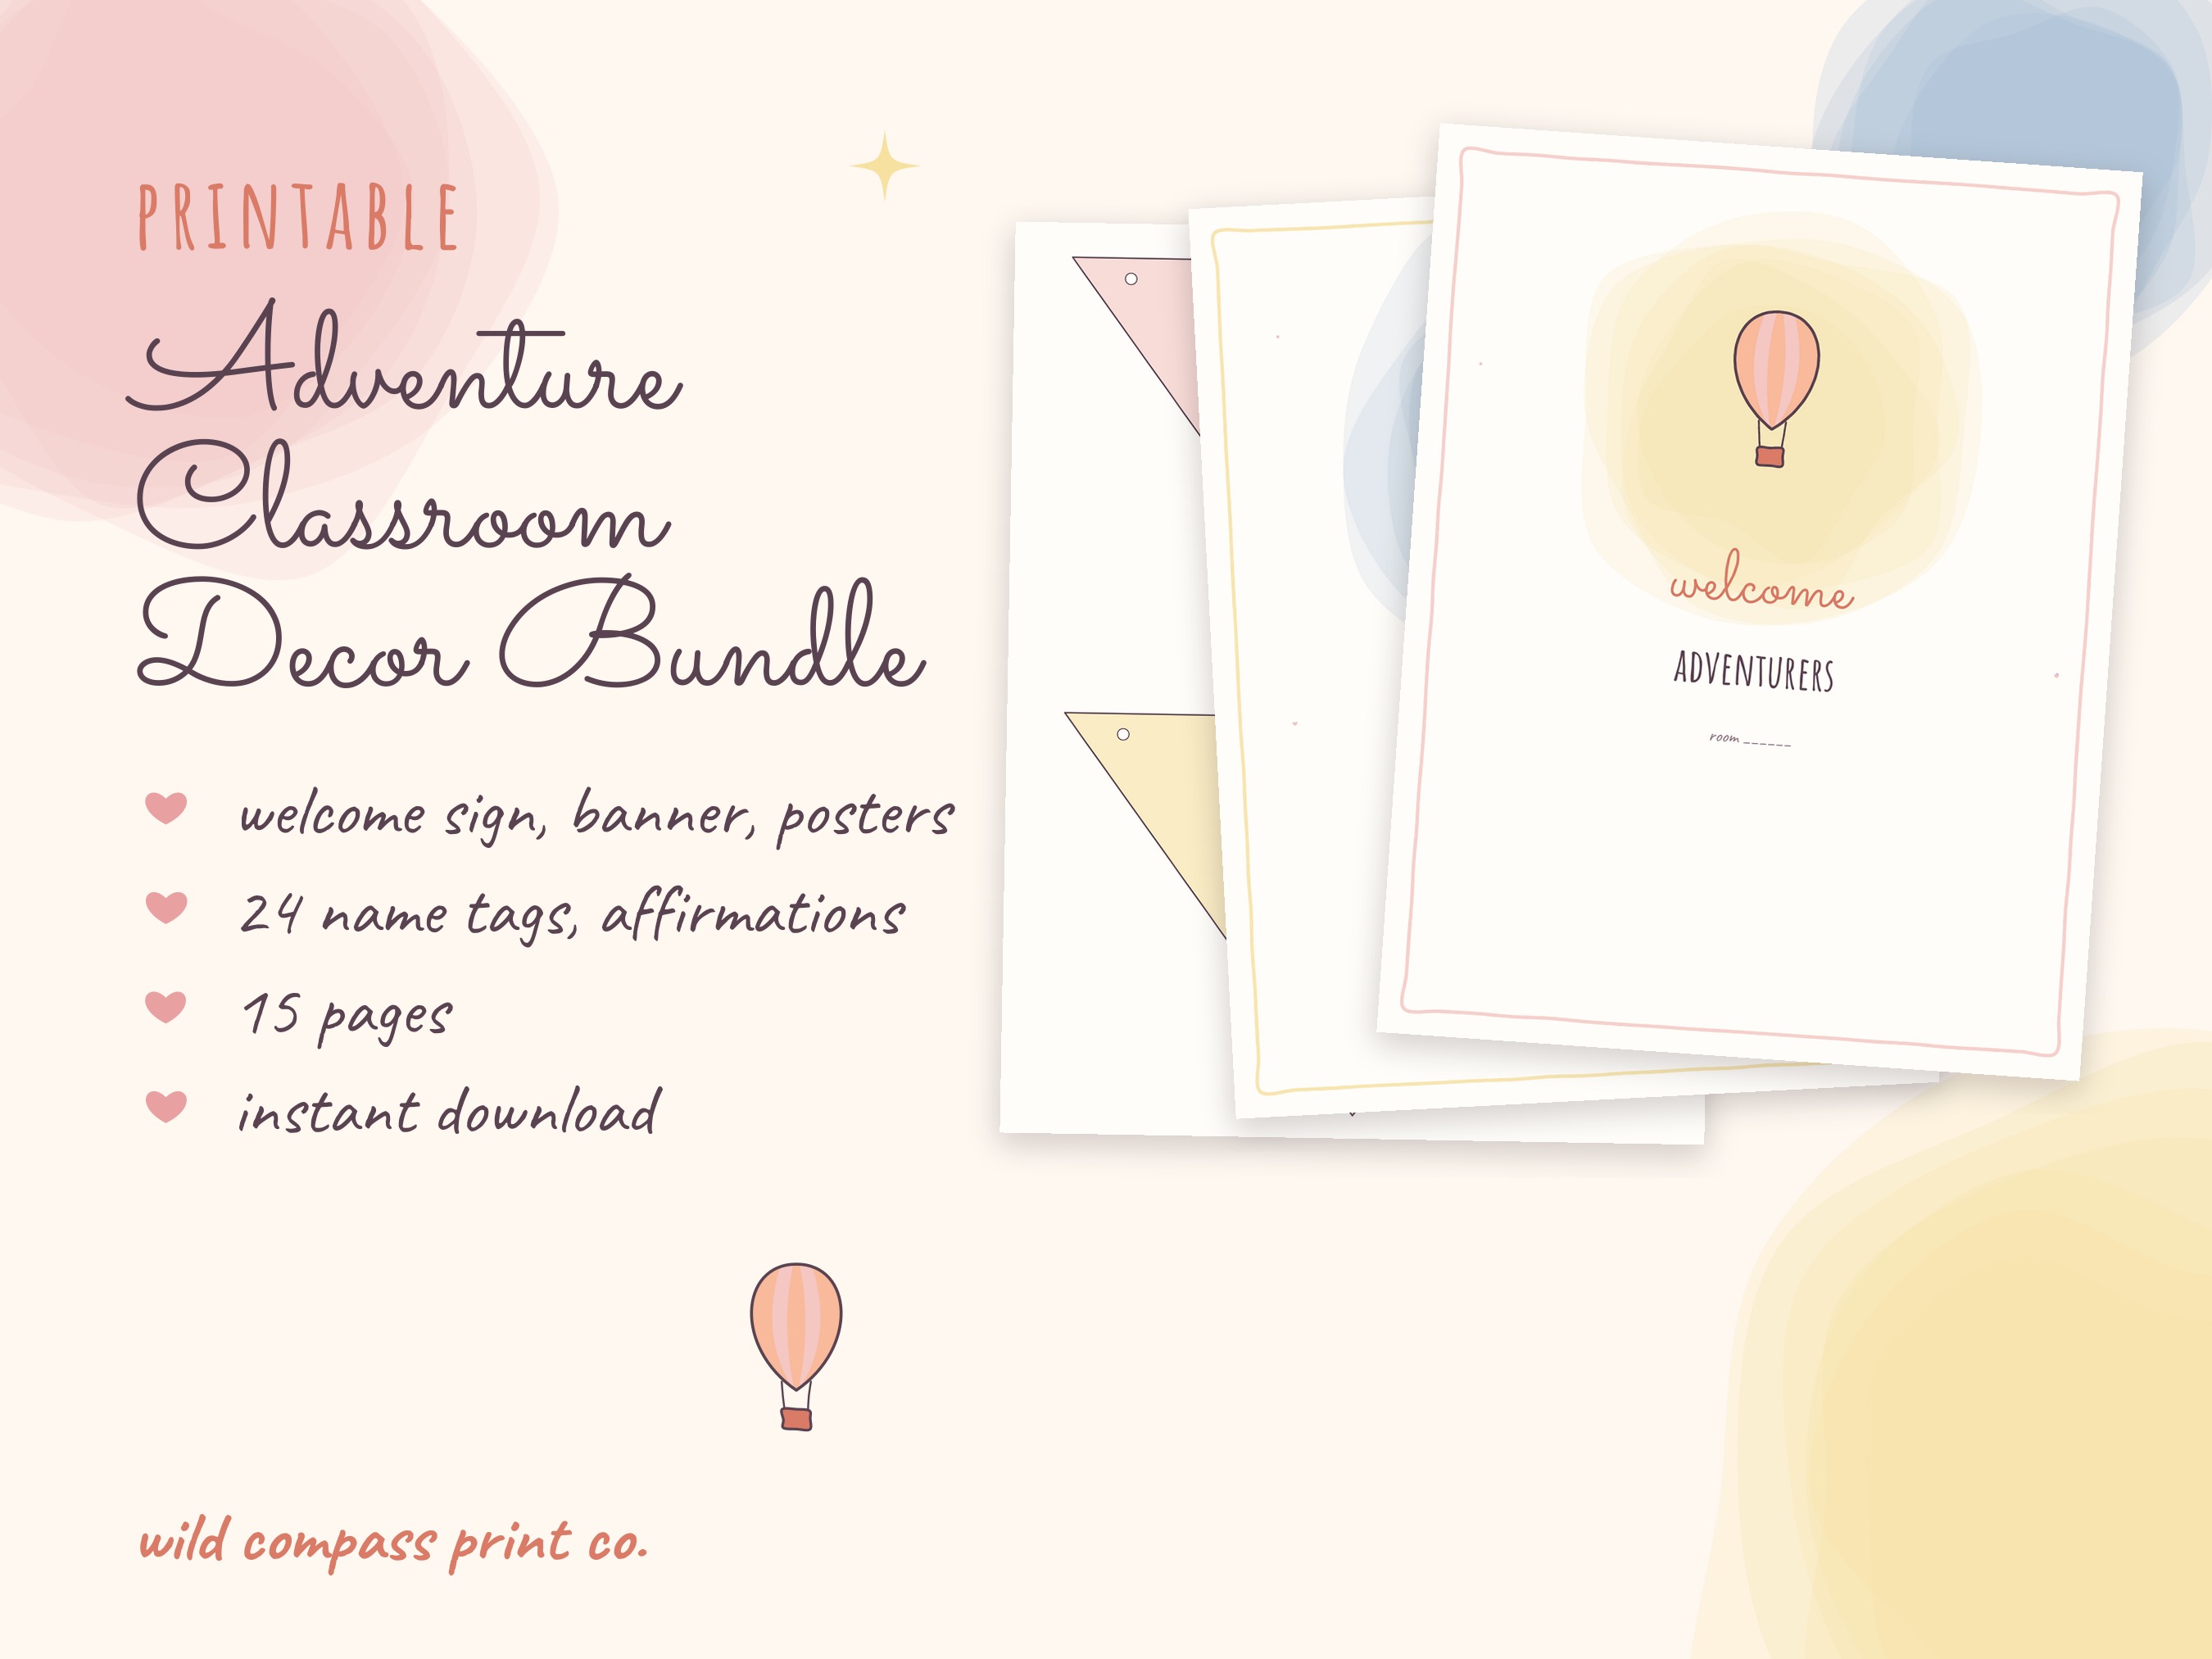 PRINTABLE
Adventure
Classroom
Decor Bundle
welcome sign, banner, posters
24 name tags, affirmations
15 pages
instant download
wild compass print co.
welcome
ADVENTURERS
room ______